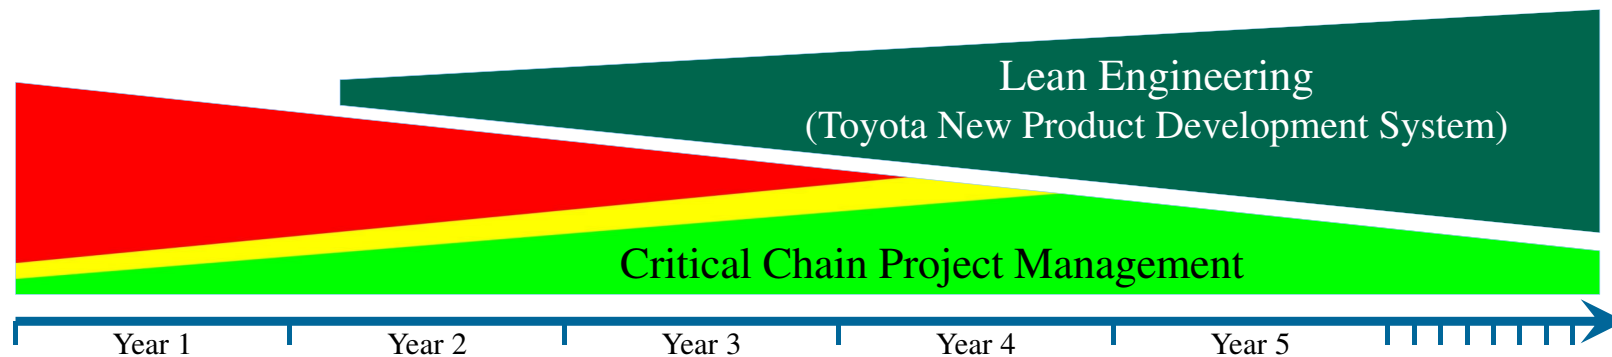 Lean Engineering
(Toyota New Product Development System)
Critical Chain Project Management
Year 1
Year 2
Year 3
Year 4
Year 5